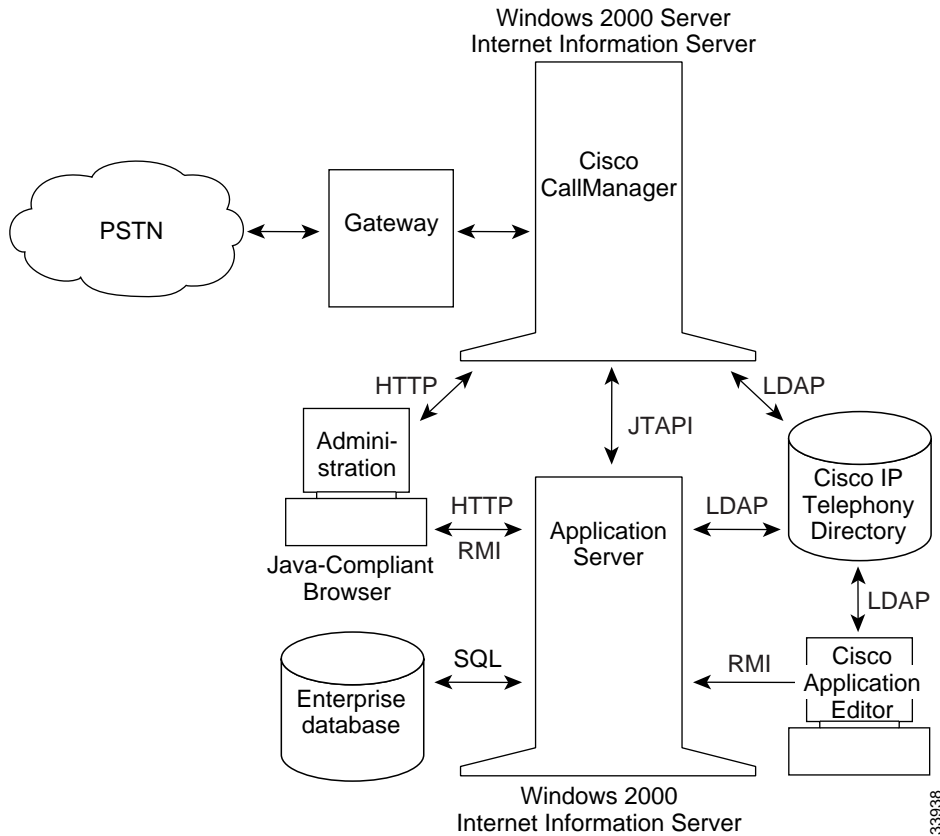 Windows 2000 Server
Internet Information Server
Cisco
CallManager
PSTN
Gateway
HTTP
LDAP
JTAPI
Admini-
stration
Cisco IP
Telephony
Directory
HTTP
RMI
Application
Server
LDAP
Java-Compliant
Browser
LDAP
SQL
RMI
Cisco
Application
Editor
Enterprise
database
Windows 2000
Internet Information Server
33938